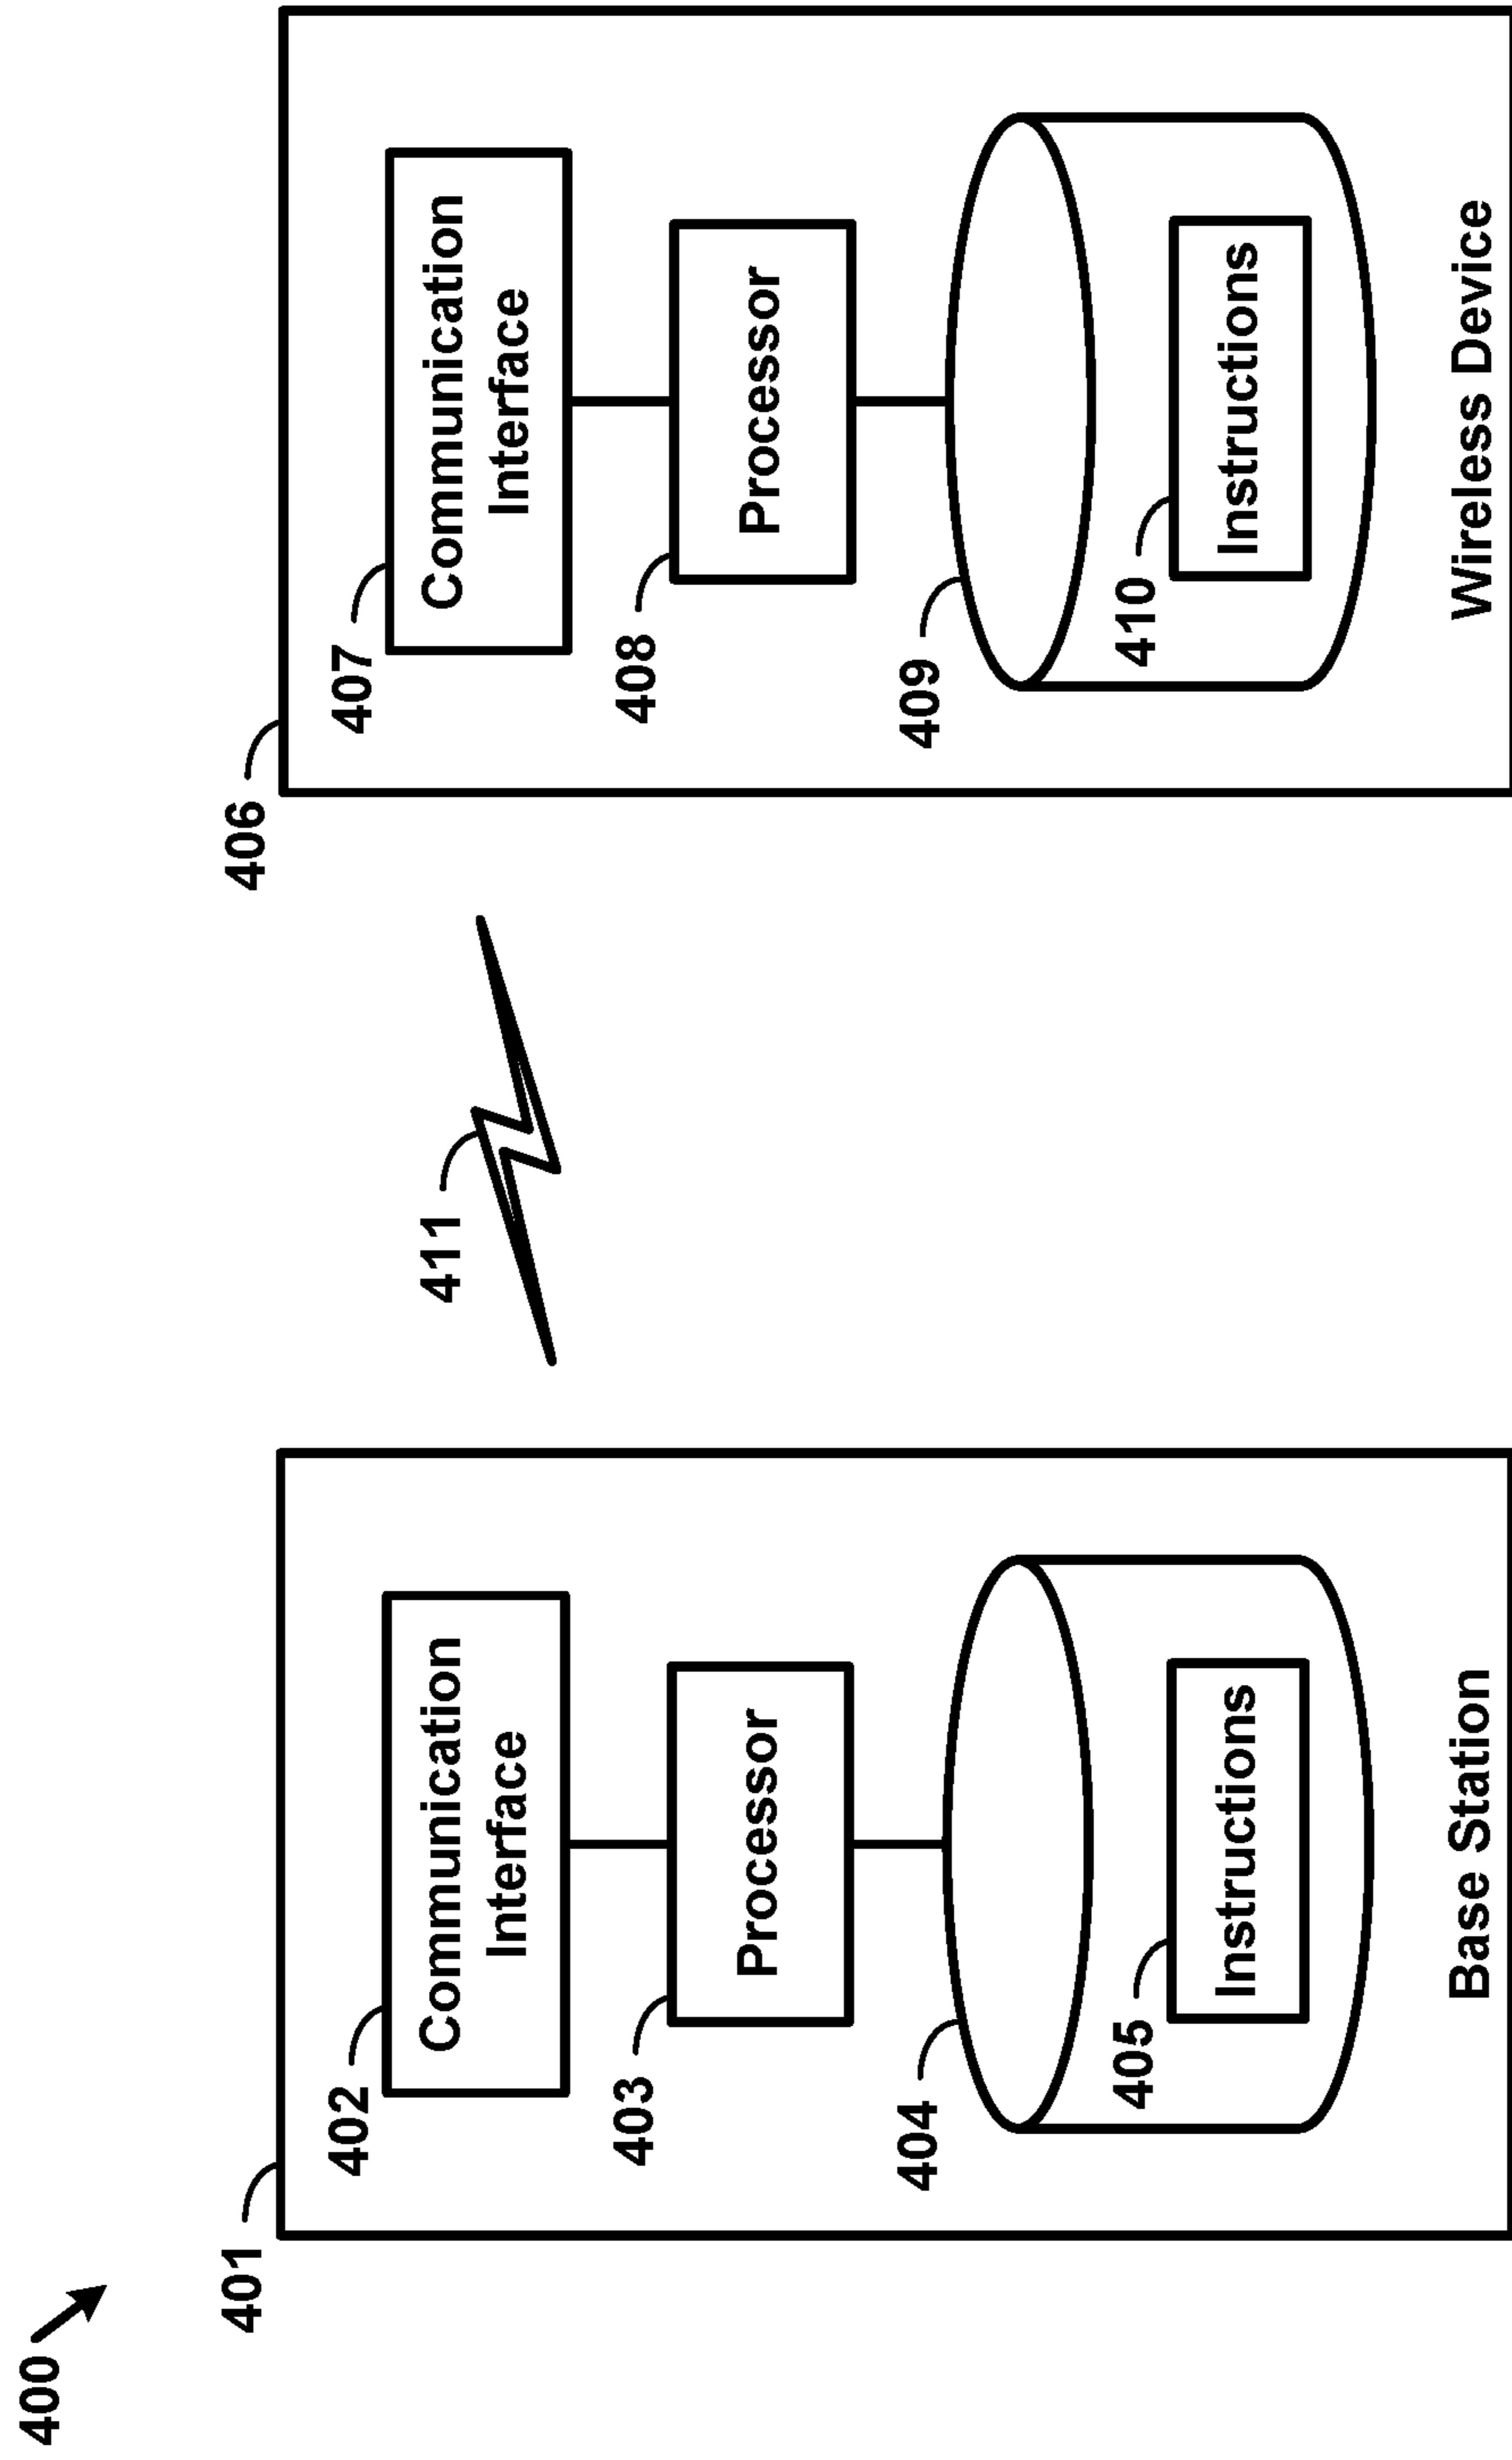 400
401
402
Communication
Interface
403
Processor
404
405
Instructions
Base Station
411
406
407
Communication
Interface
408
Processor
409
410
Instructions
Wireless Device